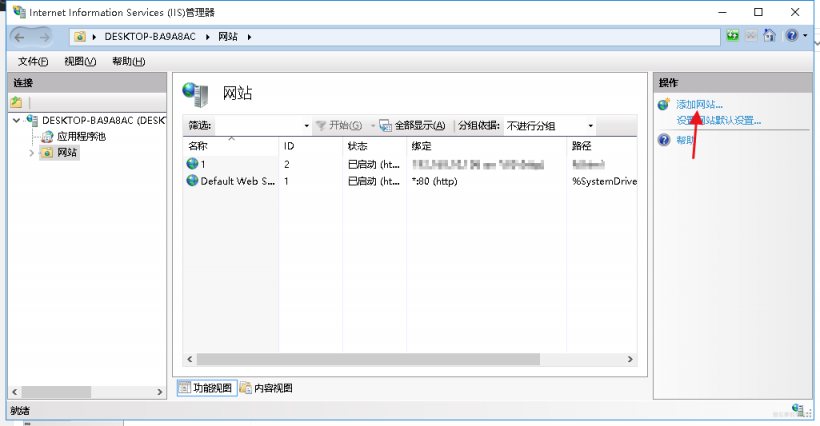 Internet Information Services (IIS)管理器
DESKTOP-BA9A8AC 网站
文件(F) 视图(V) 帮助(H)
连接
DESKTOP-BA9A8AC (DESK
应用程序池
网站
网站
筛选: 开始(G) 全部显示(A) 分组依据: 不进行分组
名称 ID 状态 绑定 路径
1 2 已启动 (ht...
Default Web S... 1 已启动 (ht... *:80 (http) %SystemDrive
功能视图 内容视图
操作
添加网站...
设置网站默认设置...
帮助
就绪